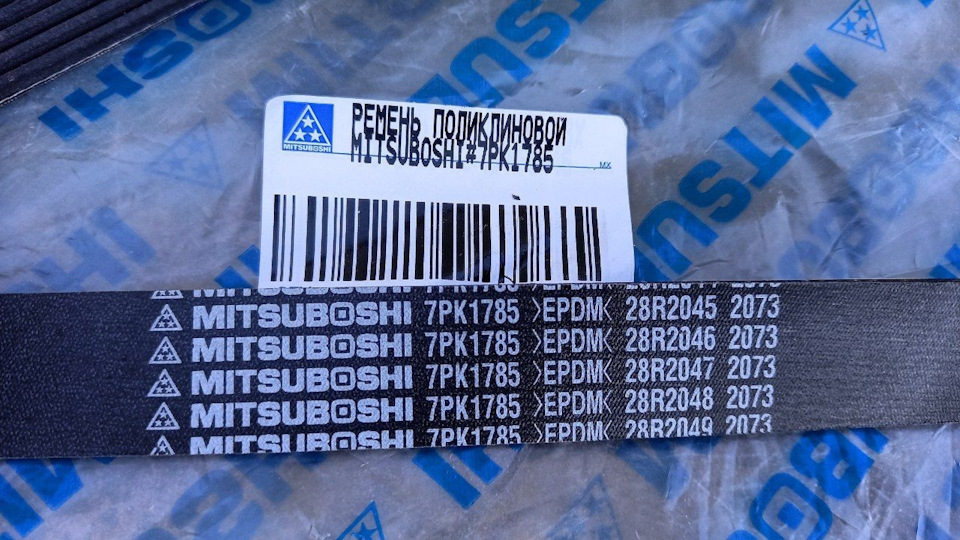 MITSUBOSHI
РЕМЕНЬ ПОЛИКЛИНОВОЙ
MITSUBOSHI#7PK1785
MX
MITSUBOSHI 7PK1785 >EPDM< 28R2045 2073
MITSUBOSHI 7PK1785 >EPDM< 28R2046 2073
MITSUBOSHI 7PK1785 >EPDM< 28R2047 2073
MITSUBOSHI 7PK1785 >EPDM< 28R2048 2073
MITSUBOSHI 7PK1785 >EPDM< 28R2049 2073